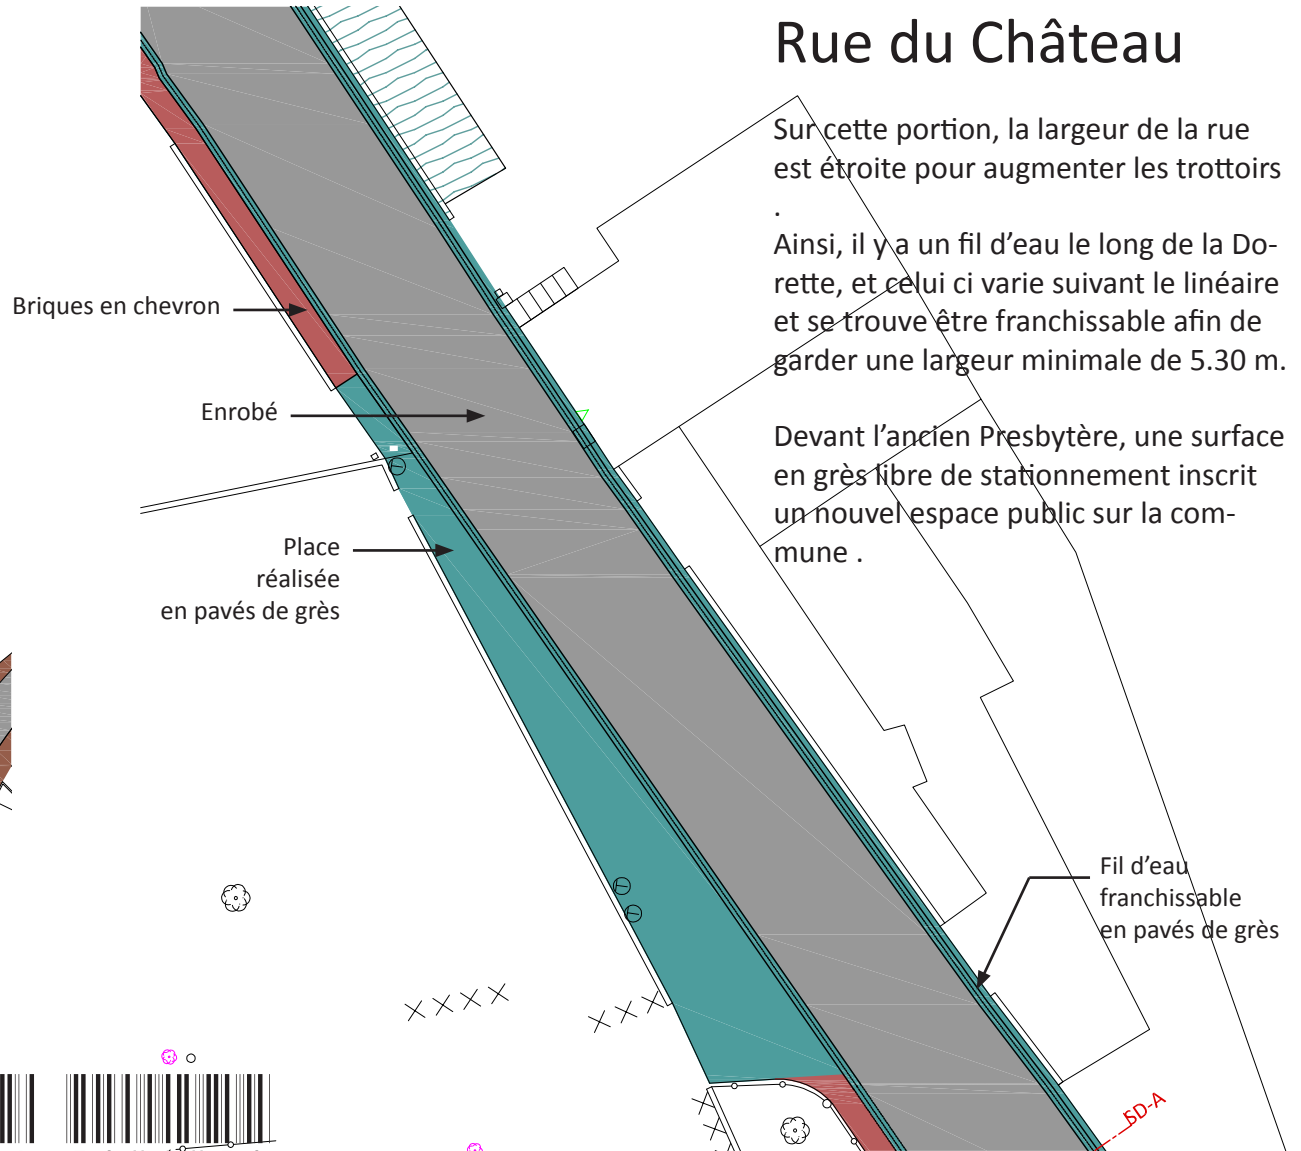 Rue du Château
Sur cette portion, la largeur de la rue
est étroite pour augmenter les trottoirs
.
Ainsi, il y a un fil d'eau le long de la Do-
rette, et celui ci varie suivant le linéaire
et se trouve être franchissable afin de
garder une largeur minimale de 5.30 m.
Devant l'ancien Presbytère, une surface
en grès libre de stationnement inscrit
un nouvel espace public sur la com-
mune .
Briques en chevron
Enrobé
Place
réalisée
en pavés de grès
Fil d'eau
franchissable
en pavés de grès
SD-A